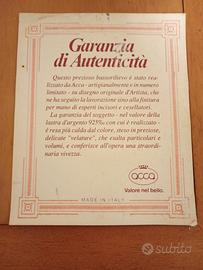 Garanzia
di Autenticità
Questo prezioso bassorilievo è stato rea-
lizzato da Acca - artigianalmente e in numero
limitato - su disegno originale d'Artista, che
ne ha seguito la lavorazione sino alla finitura
per mano di esperti incisori e cesellatori.
La garanzia del soggetto - nel valore della
lastra d'argento 925‰ con cui è realizzato -
è resa più calda dal colore, steso in preziose,
delicate "velature", che esalta particolari e
volumi, e conferisce all'opera una straordi-
naria vivezza.
acca
Valore nel bello.
MADE IN ITALY
subito